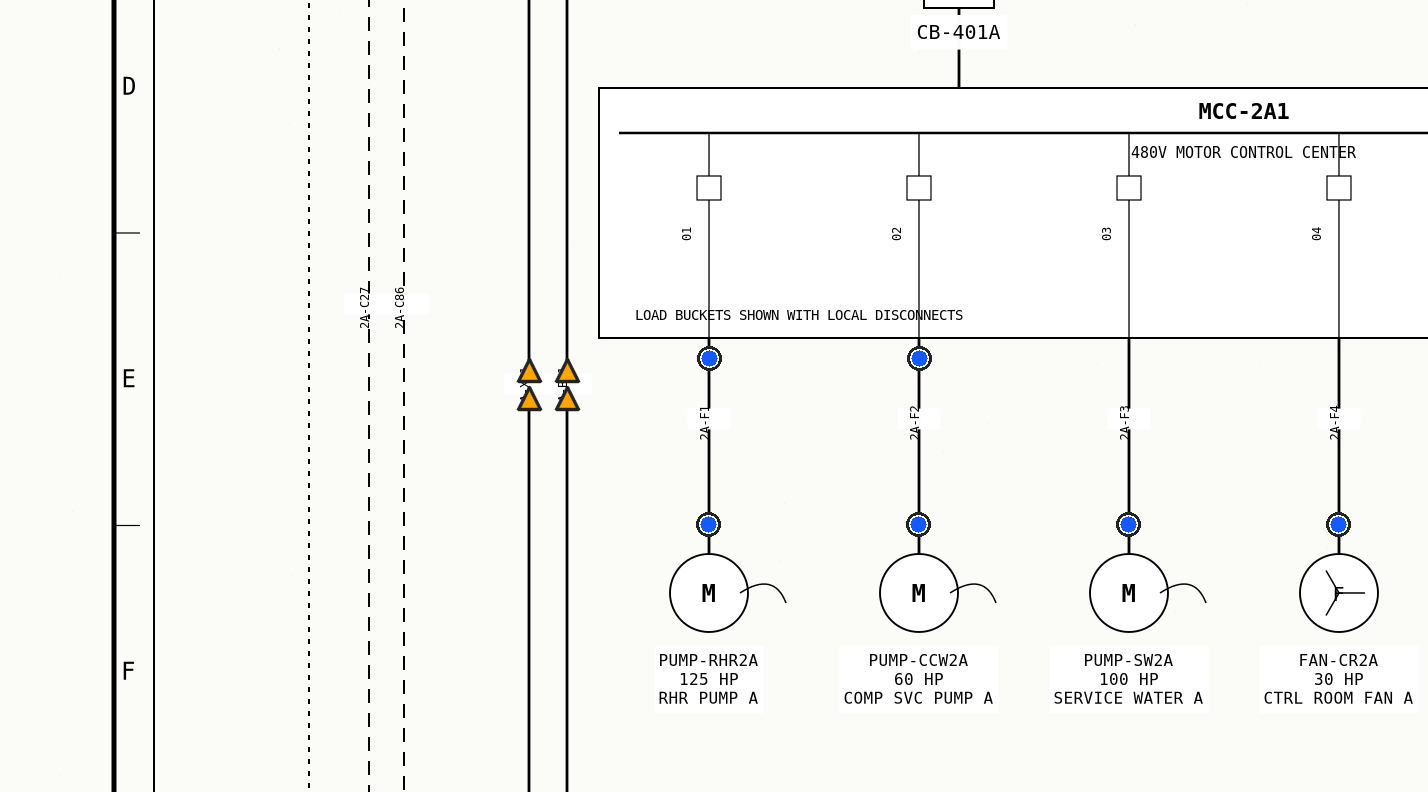 CB-401A
D
MCC-2A1
480V MOTOR CONTROL CENTER
01
02
03
04
2A-C27
2A-C86
LOAD BUCKETS SHOWN WITH LOCAL DISCONNECTS
E
2A-F1
2A-F2
2A-F3
2A-F4
M
M
M
F
PUMP-RHR2A
125 HP
RHR PUMP A
PUMP-CCW2A
60 HP
COMP SVC PUMP A
PUMP-SW2A
100 HP
SERVICE WATER A
FAN-CR2A
30 HP
CTRL ROOM FAN A
F